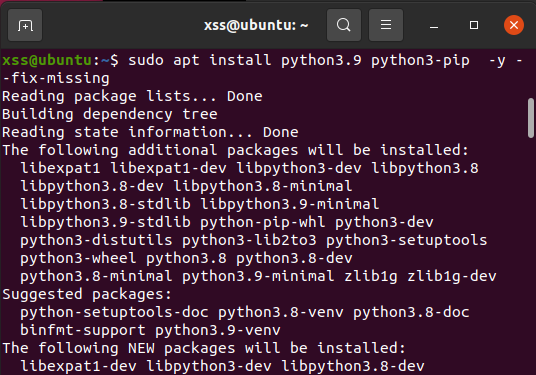 xss@ubuntu: ~
xss@ubuntu:~$ sudo apt install python3.9 python3-pip  -y -
-fix-missing
Reading package lists... Done
Building dependency tree
Reading state information... Done
The following additional packages will be installed:
  libexpat1 libexpat1-dev libpython3-dev libpython3.8
  libpython3.8-dev libpython3.8-minimal
  libpython3.8-stdlib libpython3.9-minimal
  libpython3.9-stdlib python-pip-whl python3-dev
  python3-distutils python3-lib2to3 python3-setuptools
  python3-wheel python3.8 python3.8-dev
  python3.8-minimal python3.9-minimal zlib1g zlib1g-dev
Suggested packages:
  python-setuptools-doc python3.8-venv python3.8-doc
  binfmt-support python3.9-venv
The following NEW packages will be installed:
  libexpat1-dev libpython3-dev libpython3.8-dev